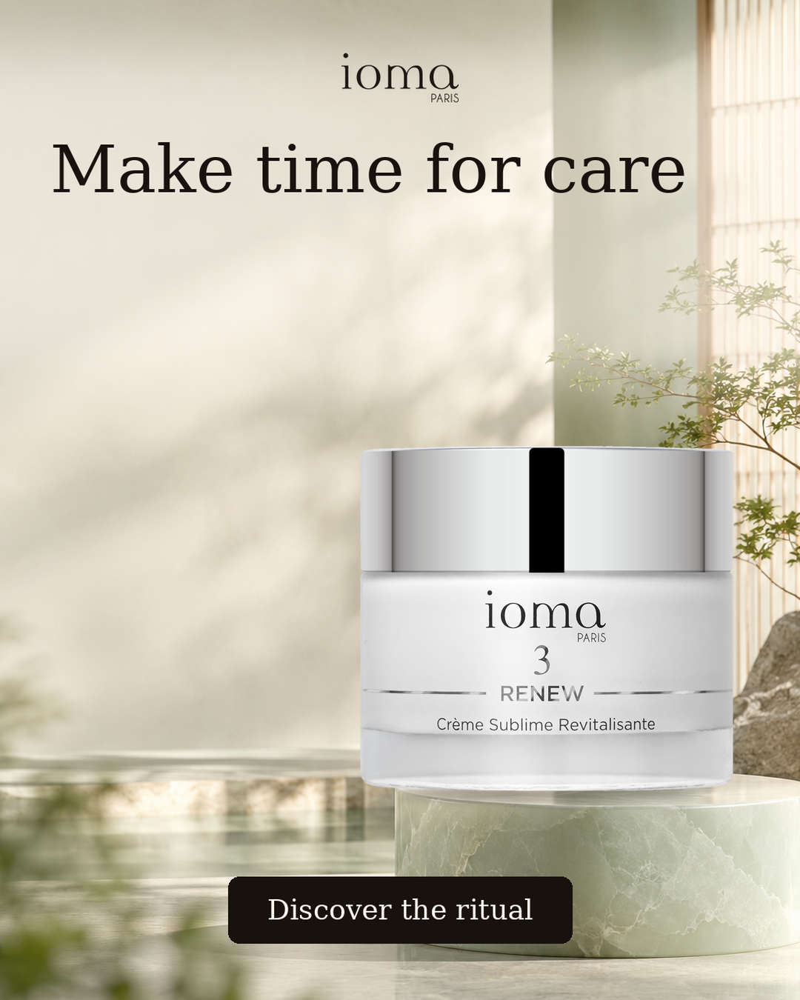 ioma
PARIS
Make time for care
ioma
PARIS
3
RENEW
Crème Sublime Revitalisante
Discover the ritual